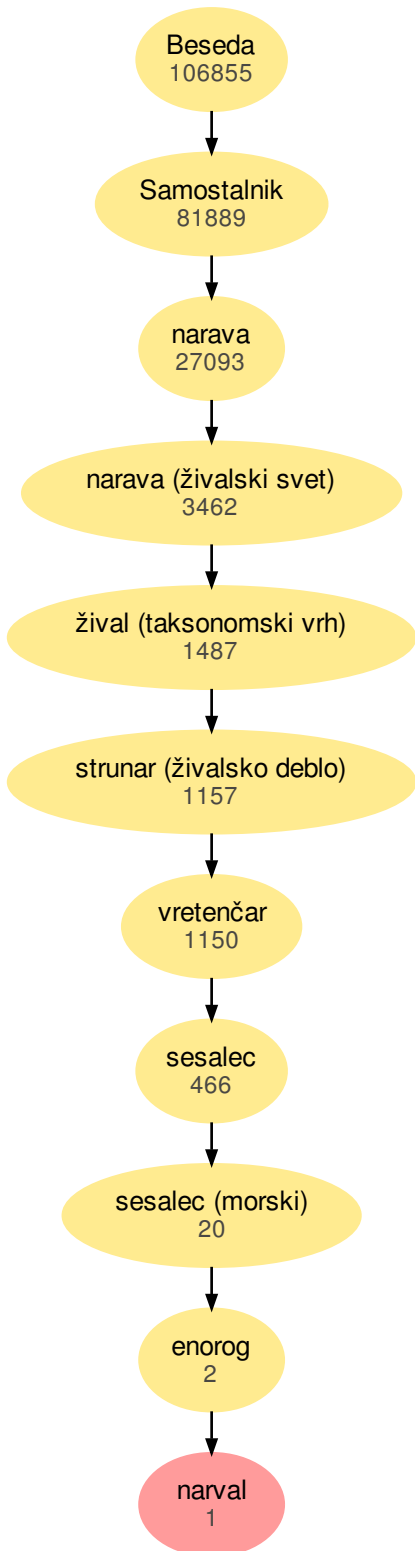 Beseda
106855
Samostalnik
81889
narava
27093
narava (živalski svet)
3462
žival (taksonomski vrh)
1487
strunar (živalsko deblo)
1157
vretenčar
1150
sesalec
466
sesalec (morski)
20
enorog
2
narval
1